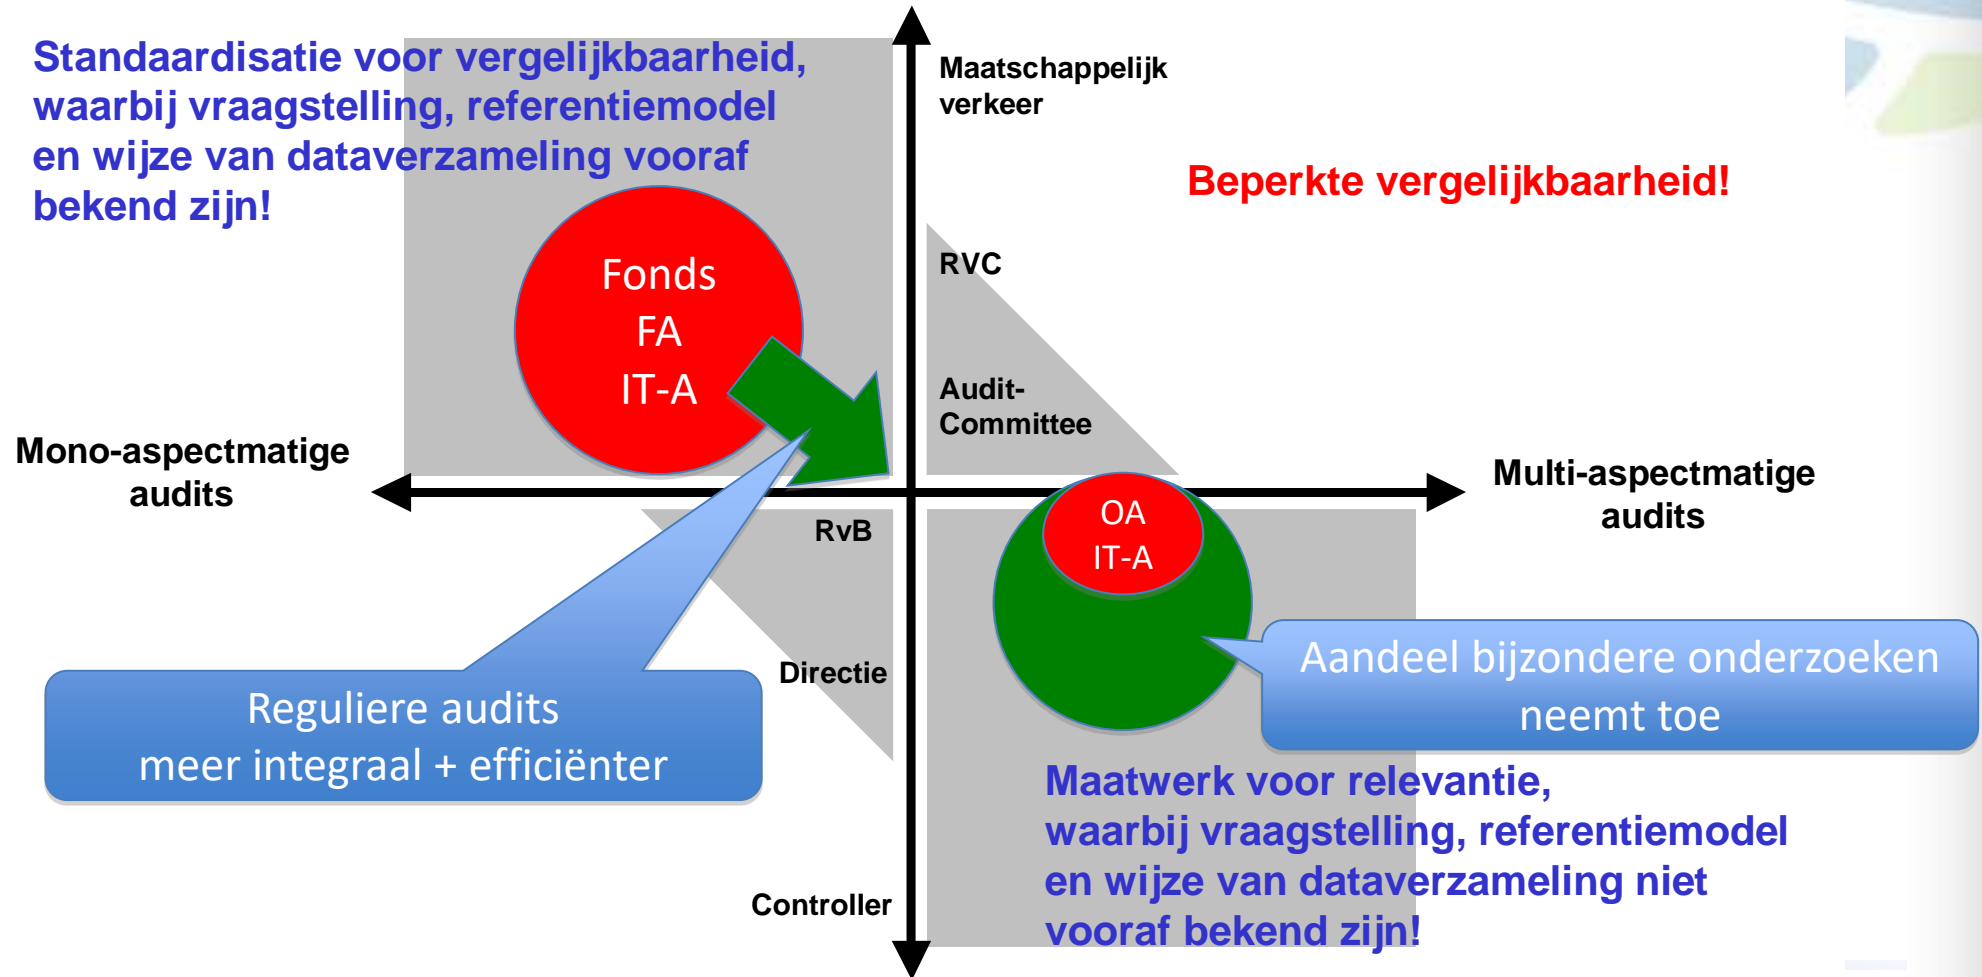 Standaardisatie voor vergelijkbaarheid,
waarbij vraagstelling, referentiemodel
en wijze van dataverzameling vooraf
bekend zijn!
Maatschappelijk
verkeer
Beperkte vergelijkbaarheid!
Fonds
FA
IT-A
RVC
Audit-
Committee
Mono-aspectmatige
audits
Multi-aspectmatige
audits
RvB
OA
IT-A
Directie
Reguliere audits
meer integraal + efficiënter
Aandeel bijzondere onderzoeken
neemt toe
Maatwerk voor relevantie,
waarbij vraagstelling, referentiemodel
en wijze van dataverzameling niet
vooraf bekend zijn!
Controller